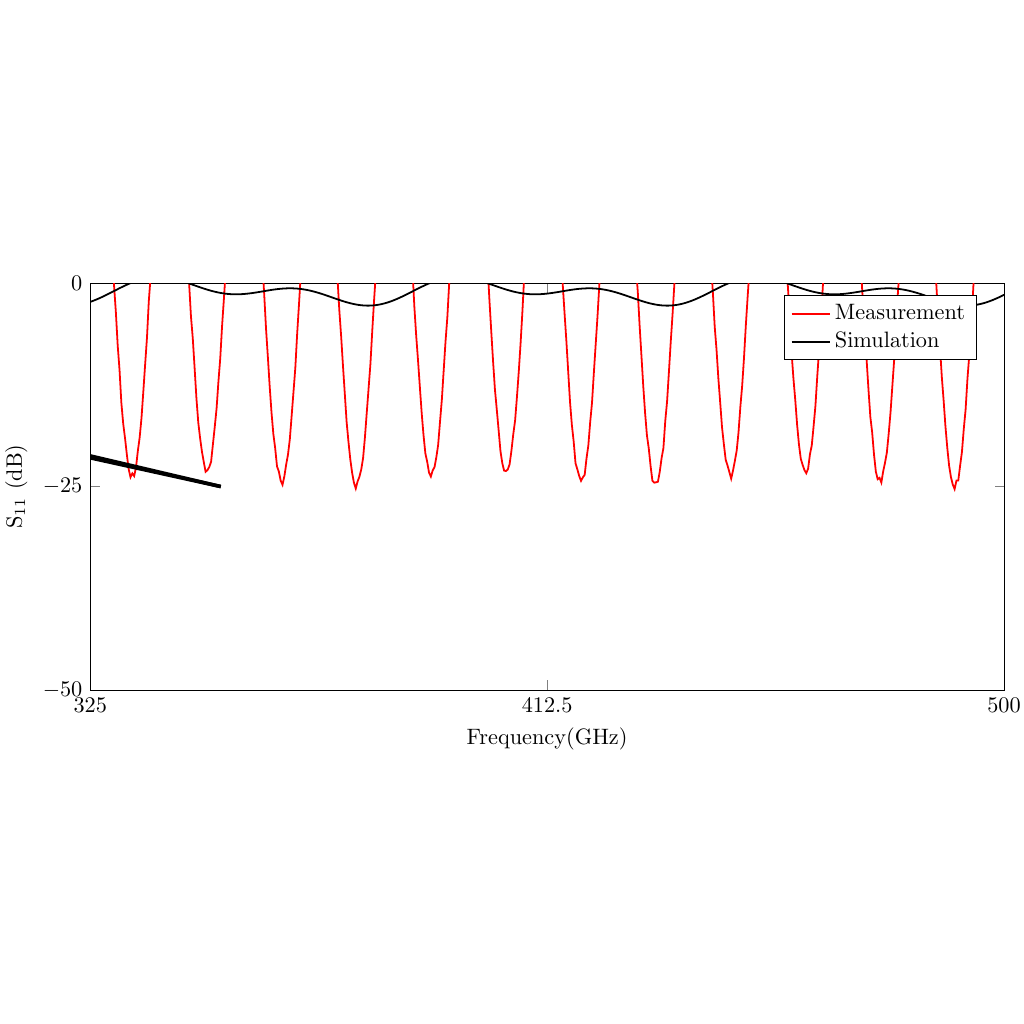 0
−25
−50
S11 (dB)
325
412.5
500
Frequency(GHz)
Measurement
Simulation